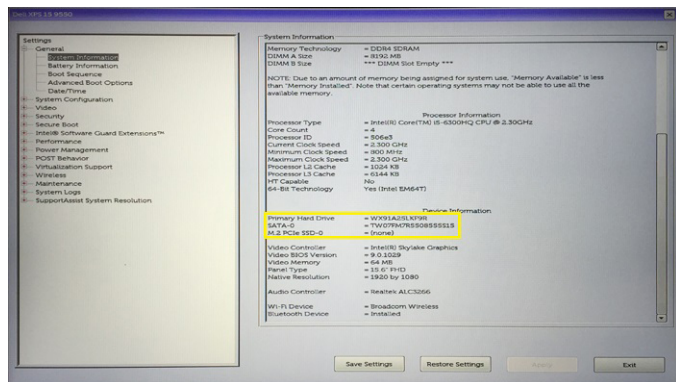 Dell XPS 15 9550
Settings
General
System Information
Battery Information
Boot Sequence
Advanced Boot Options
Date/Time
System Configuration
Video
Security
Secure Boot
Intel® Software Guard Extensions™
Performance
Power Management
POST Behavior
Virtualization Support
Wireless
Maintenance
System Logs
SupportAssist System Resolution
System Information
Memory Technology = DDR4 SDRAM
DIMM A Size = 8192 MB
DIMM B Size *** DIMM Slot Empty ***
NOTE: Due to an amount of memory being assigned for system use, "Memory Available" is less
than "Memory Installed". Note that certain operating systems may not be able to use all the
available memory.
Processor Information
Processor Type = Intel(R) Core(TM) i5-6300HQ CPU @ 2.30GHz
Core Count = 4
Processor ID = 506e3
Current Clock Speed = 2.300 GHz
Minimum Clock Speed = 800 MHz
Maximum Clock Speed = 2.300 GHz
Processor L2 Cache = 1024 KB
Processor L3 Cache = 6144 KB
HT Capable No
64-Bit Technology Yes (Intel EM64T)
Device Information
Primary Hard Drive =
SATA-0 =
M.2 PCIe SSD-0 = (none)
Video Controller = Intel(R) Skylake Graphics
Video BIOS Version = 9.0.1029
Video Memory = 64 MB
Panel Type = 15.6" FHD
Native Resolution = 1920 by 1080
Audio Controller = Realtek ALC3266
Wi-Fi Device = Broadcom Wireless
Bluetooth Device = Installed
Save Settings
Restore Settings
Apply
Exit